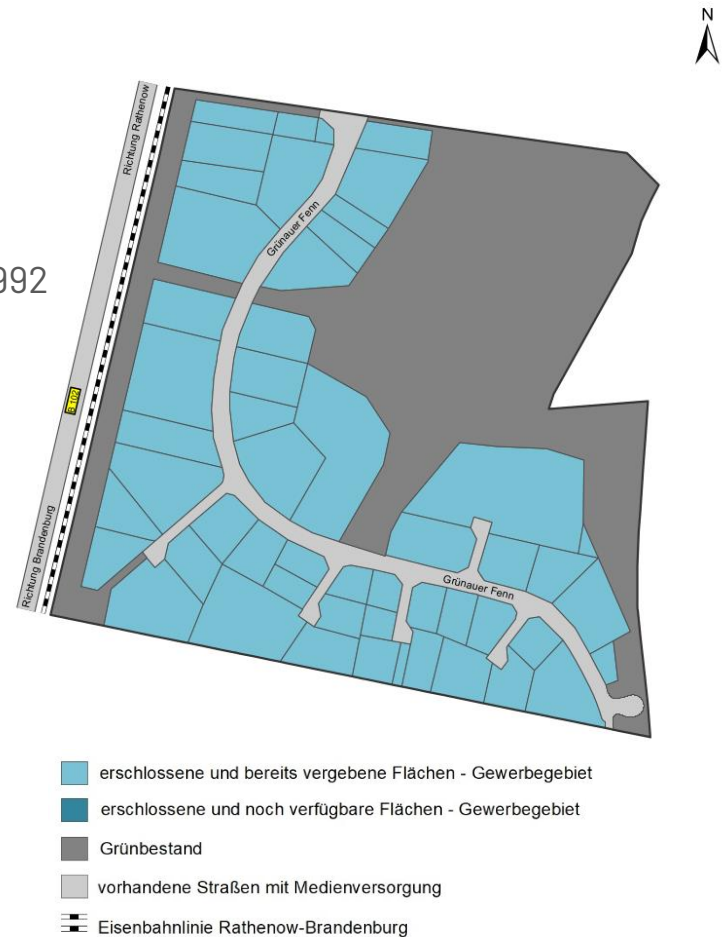 N
Richtung Rathenow
Grünauer Fenn
992
B 102
Richtung Brandenburg
Grünauer Fenn
erschlossene und bereits vergebene Flächen - Gewerbegebiet
erschlossene und noch verfügbare Flächen - Gewerbegebiet
Grünbestand
vorhandene Straßen mit Medienversorgung
Eisenbahnlinie Rathenow-Brandenburg